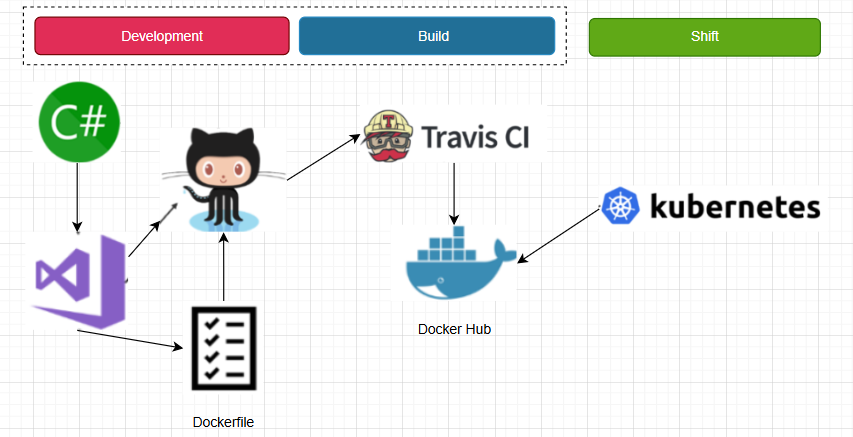 Development
Build
Shift
C#
T
Travis CI
kubernetes
Docker Hub
Dockerfile